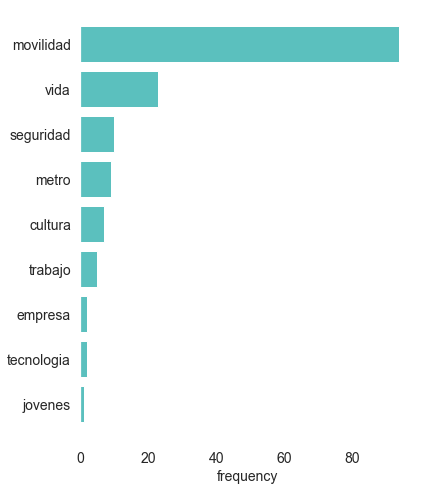 movilidad
vida
seguridad
metro
cultura
trabajo
empresa
tecnologia
jovenes
0 20 40 60 80
frequency